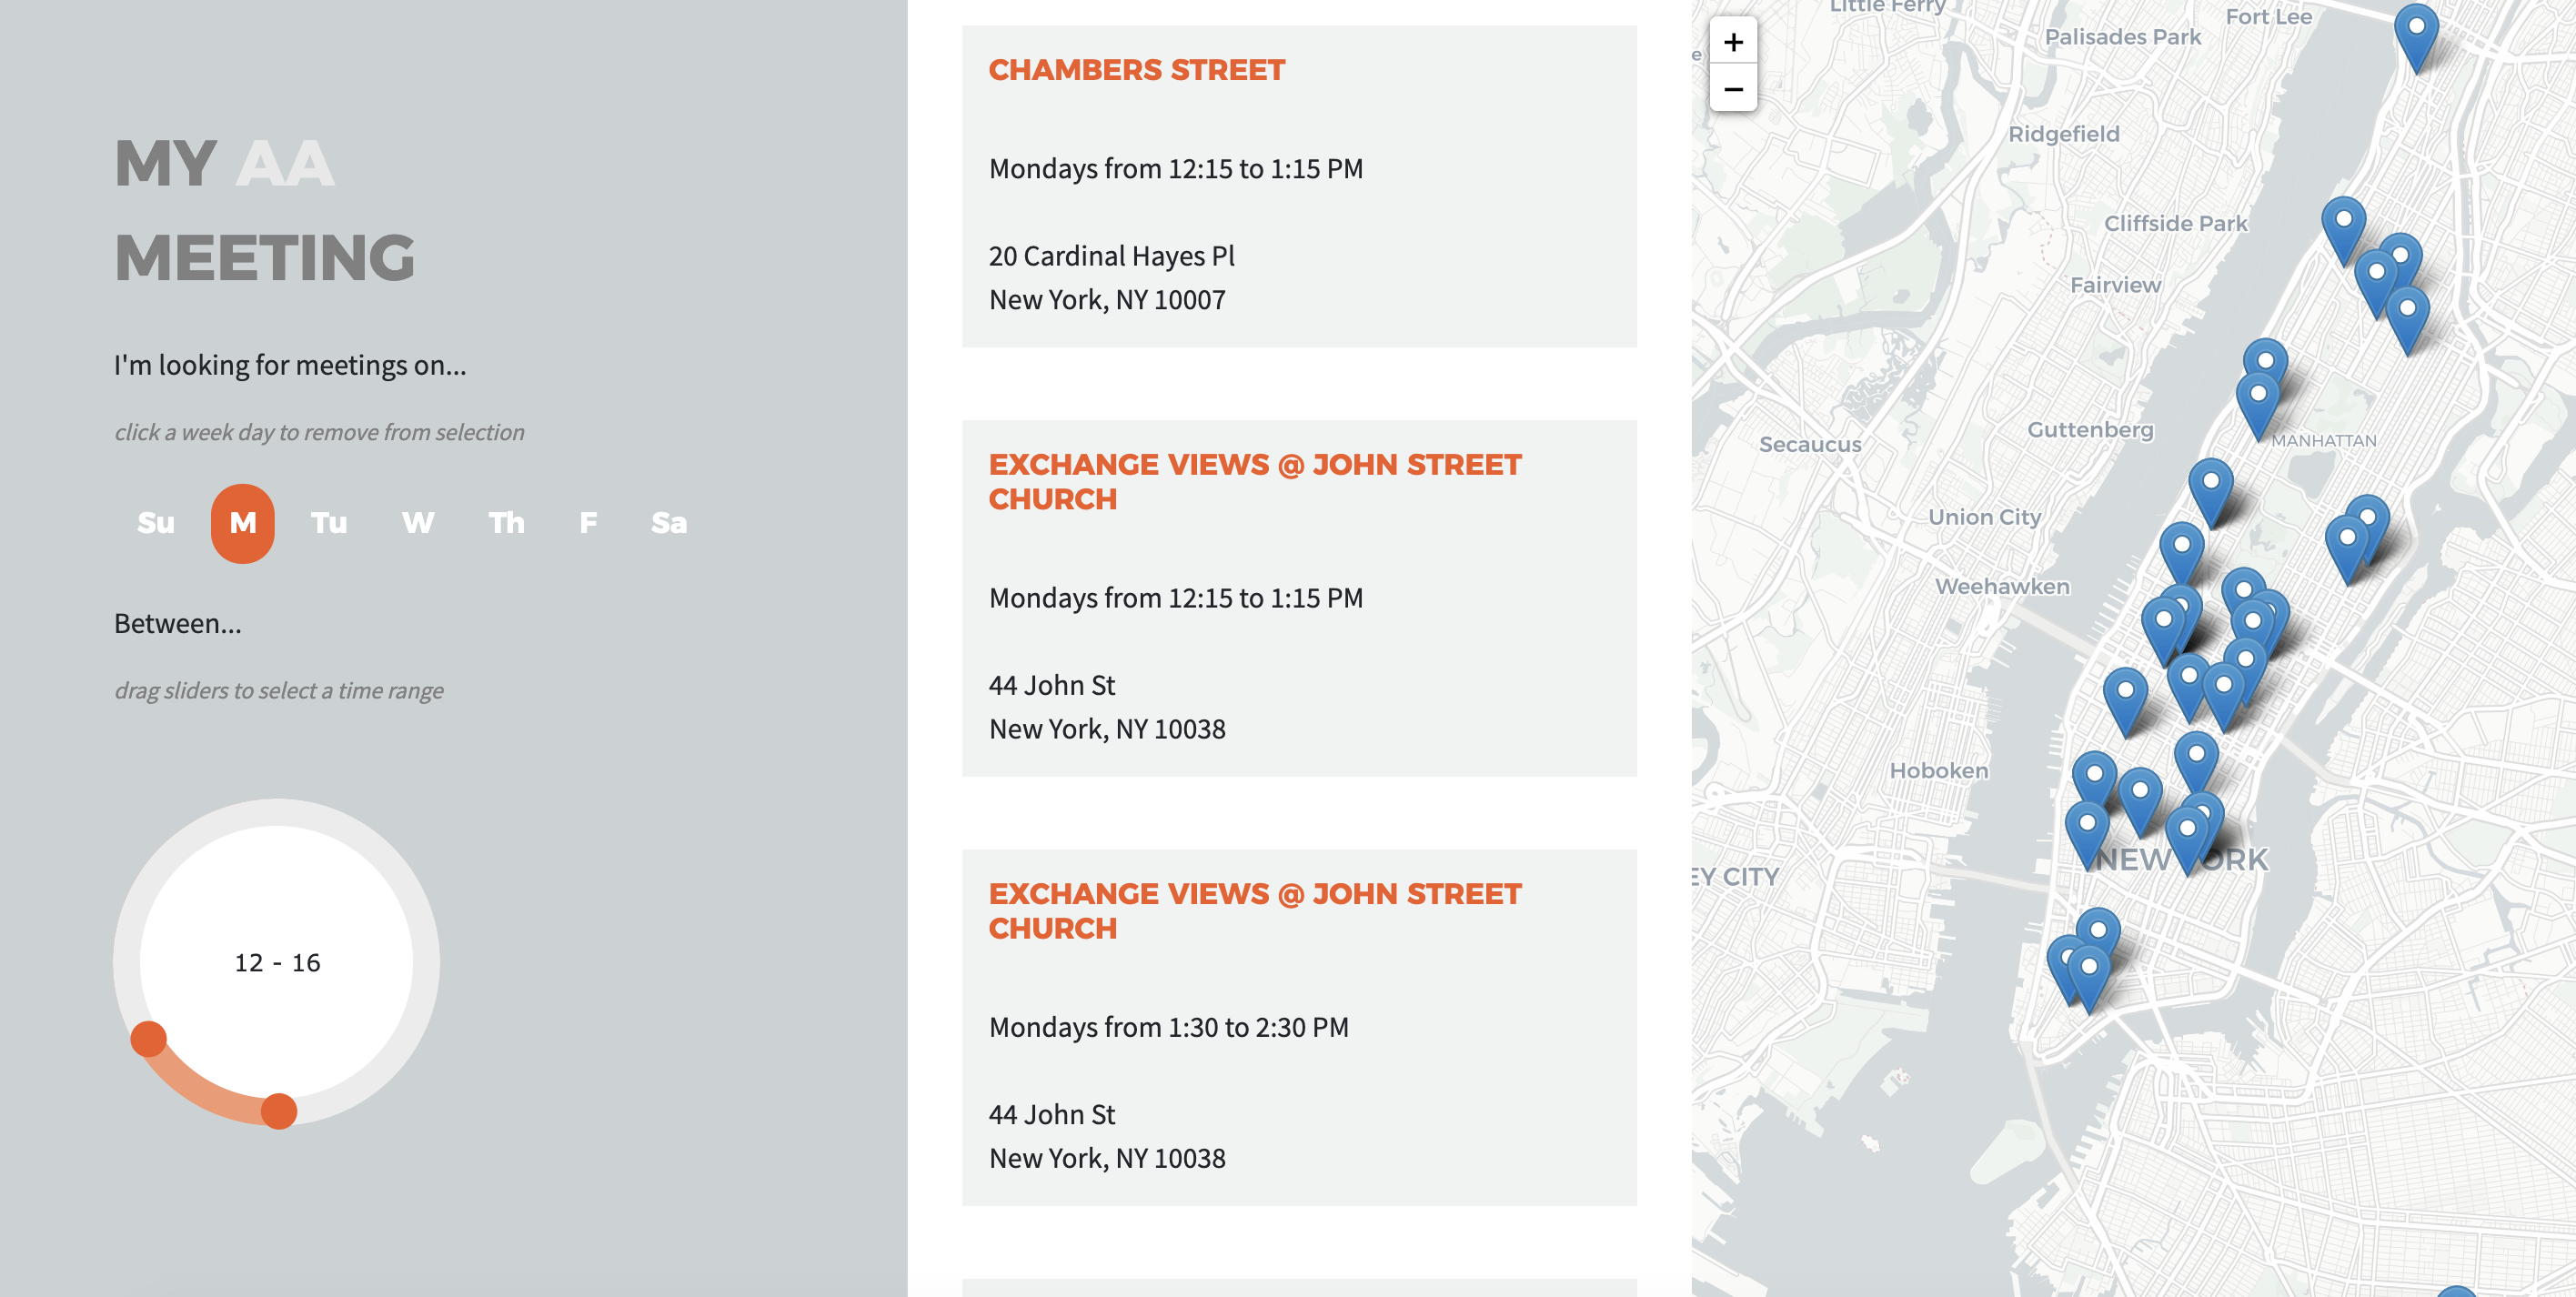 MY AA
MEETING
I'm looking for meetings on...
click a week day to remove from selection
Su M Tu W Th F Sa
Between...
drag sliders to select a time range
12 - 16
CHAMBERS STREET
Mondays from 12:15 to 1:15 PM
20 Cardinal Hayes Pl
New York, NY 10007
EXCHANGE VIEWS @ JOHN STREET
CHURCH
Mondays from 12:15 to 1:15 PM
44 John St
New York, NY 10038
EXCHANGE VIEWS @ JOHN STREET
CHURCH
Mondays from 1:30 to 2:30 PM
44 John St
New York, NY 10038
+
−
Little Ferry
Fort Lee
Palisades Park
Ridgefield
Cliffside Park
Fairview
Guttenberg
MANHATTAN
Secaucus
Union City
Weehawken
Hoboken
NEW ORK
EY CITY